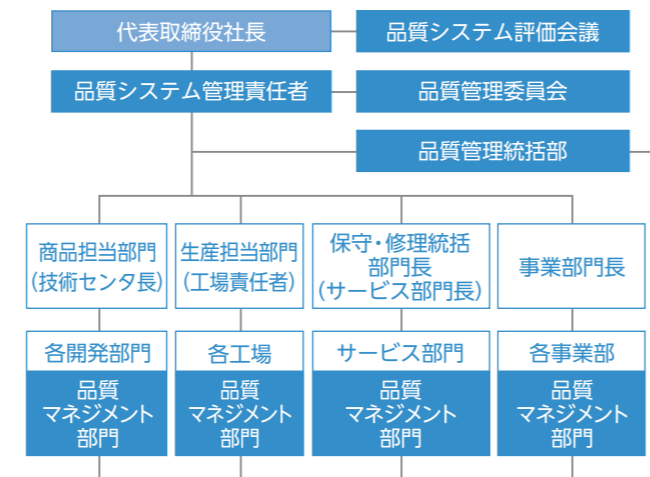 代表取締役社長
品質システム評価会議
品質システム管理責任者
品質管理委員会
品質管理統括部
商品担当部門
(技術センタ長)
生産担当部門
(工場責任者)
保守・修理統括
部門長
(サービス部門長)
事業部門長
各開発部門
品質
マネジメント
部門
各工場
品質
マネジメント
部門
サービス部門
品質
マネジメント
部門
各事業部
品質
マネジメント
部門